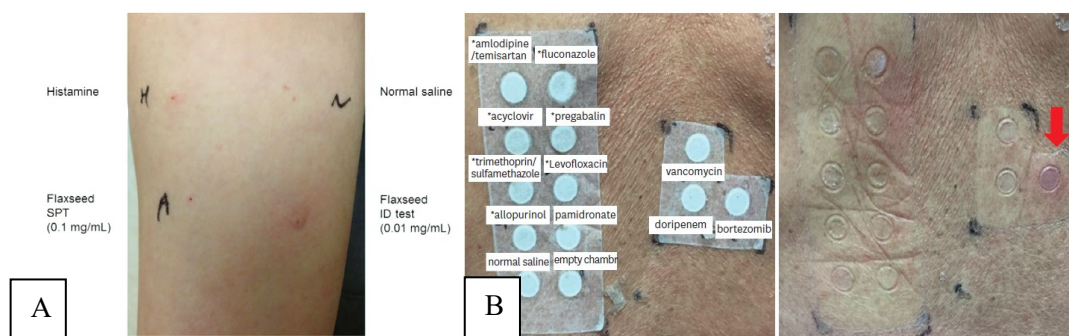 Histamine
H
N
Normal saline
Flaxseed
SPT
(0.1 mg/mL)
A
Flaxseed
ID test
(0.01 mg/mL)
A
*amlodipine
/temisartan
*fluconazole
*acyclovir
*pregabalin
*trimethoprin/
sulfamethazole
*Levofloxacin
*allopurinol
pamidronate
normal saline
empty chambr
vancomycin
doripenem
bortezomib
B